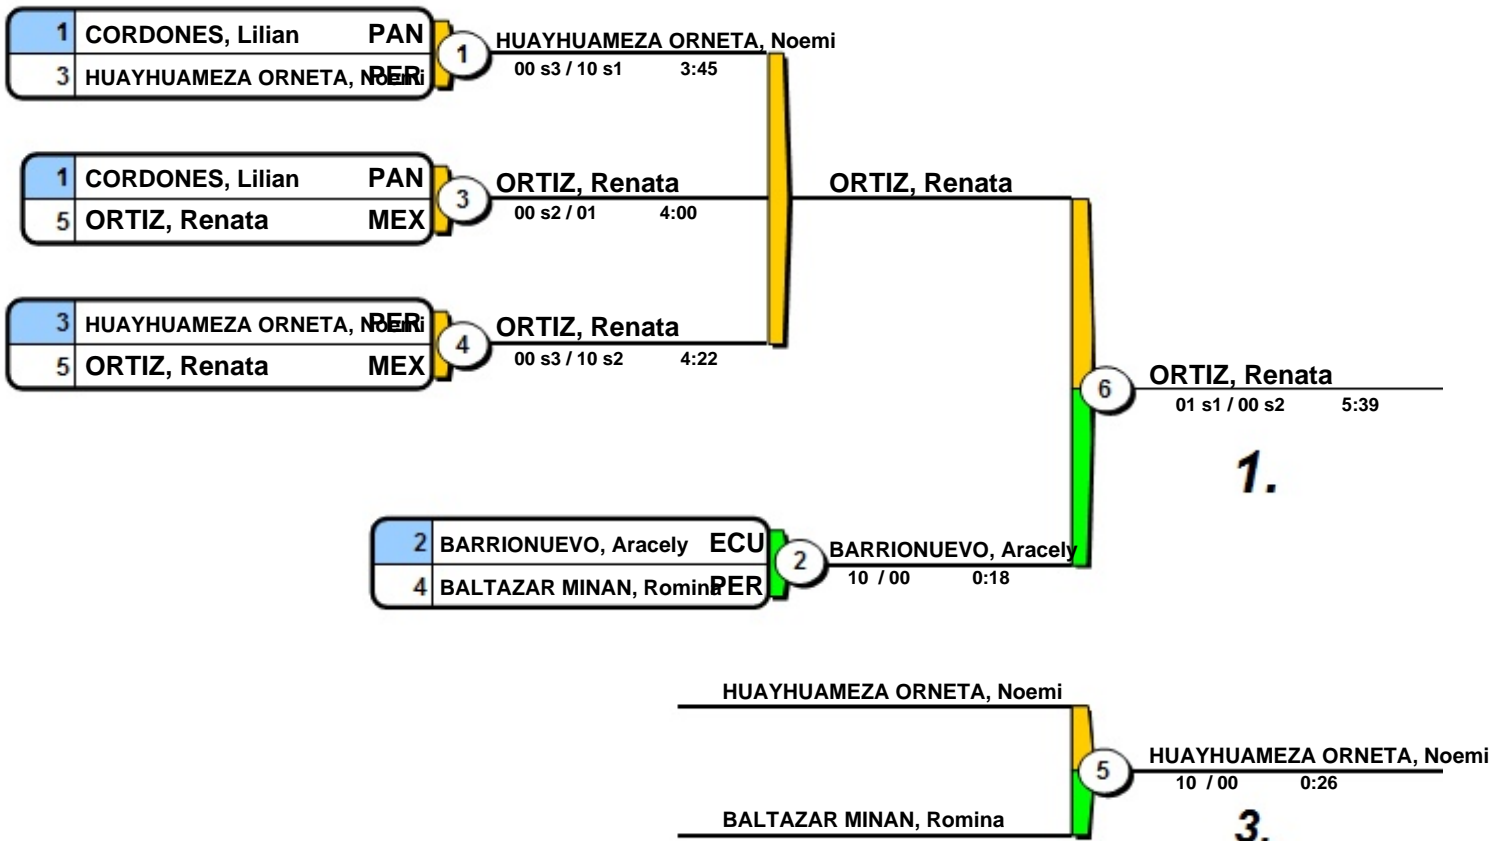 1 CORDONES, Lilian PAN
3 HUAYHUAMEZA ORNETA, Noemi PER
1
HUAYHUAMEZA ORNETA, Noemi
00 s3 / 10 s1 3:45
1 CORDONES, Lilian PAN
5 ORTIZ, Renata MEX
3
ORTIZ, Renata
00 s2 / 01 4:00
ORTIZ, Renata
3 HUAYHUAMEZA ORNETA, Noemi PER
5 ORTIZ, Renata MEX
4
ORTIZ, Renata
00 s3 / 10 s2 4:22
6
ORTIZ, Renata
01 s1 / 00 s2 5:39
1.
2 BARRIONUEVO, Aracely ECU
4 BALTAZAR MINAN, Romina PER
2
BARRIONUEVO, Aracely
10 / 00 0:18
HUAYHUAMEZA ORNETA, Noemi
BALTAZAR MINAN, Romina
5
HUAYHUAMEZA ORNETA, Noemi
10 / 00 0:26
3.